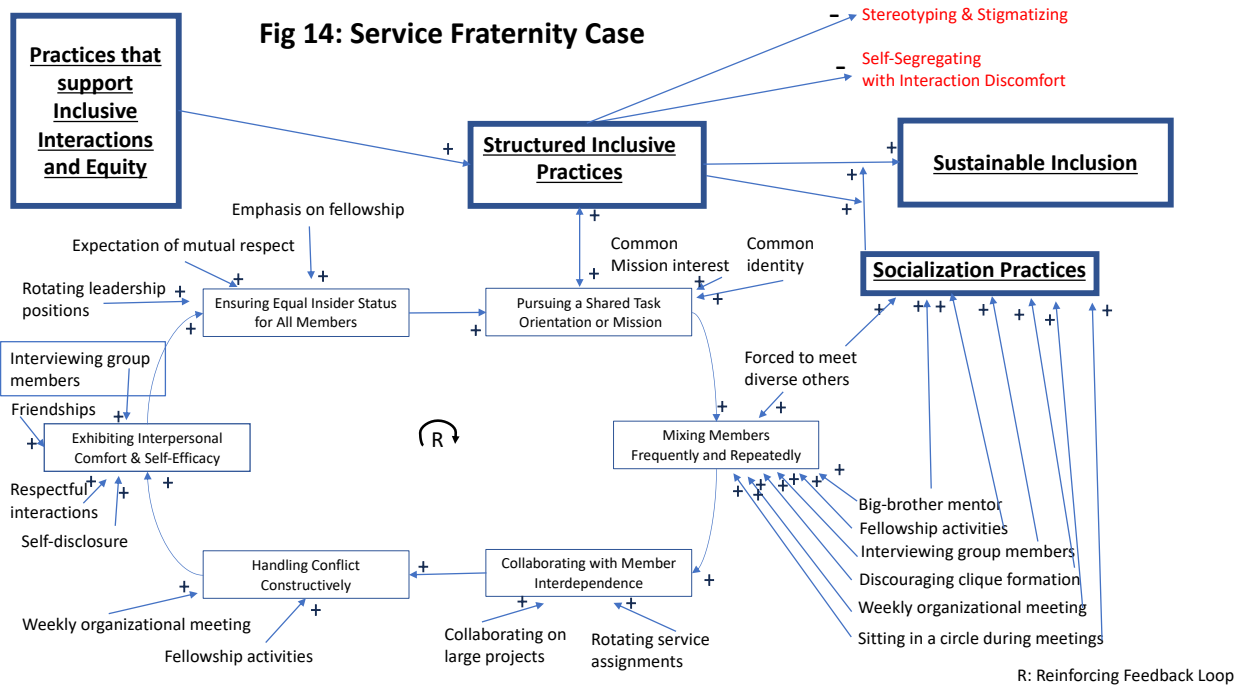 Fig 14: Service Fraternity Case
–
Stereotyping & Stigmatizing
–
Self-Segregating
with Interaction Discomfort
Practices that
support
Inclusive
Interactions
and Equity
+
Structured Inclusive
Practices
+
Sustainable Inclusion
+
+
Emphasis on fellowship
Expectation of mutual respect
Rotating leadership
positions
+
+
+
+
Ensuring Equal Insider Status
for All Members
+
+
+
Pursuing a Shared Task
Orientation or Mission
Common
Mission interest
Common
identity
+
+
Socialization Practices
+
+
+
+
+
+
+
Interviewing group
members
Friendships
+
+
Exhibiting Interpersonal
Comfort & Self-Efficacy
+
+
+
Respectful
interactions
Self-disclosure
R
Forced to meet
diverse others
+
+
Mixing Members
Frequently and Repeatedly
+
+
+
+
+
+
Big-brother mentor
Fellowship activities
Interviewing group members
Discouraging clique formation
Weekly organizational meeting
Sitting in a circle during meetings
Handling Conflict
Constructively
+
+
+
Weekly organizational meeting
Fellowship activities
Collaborating with Member
Interdependence
+
+
+
Collaborating on
large projects
Rotating service
assignments
R: Reinforcing Feedback Loop